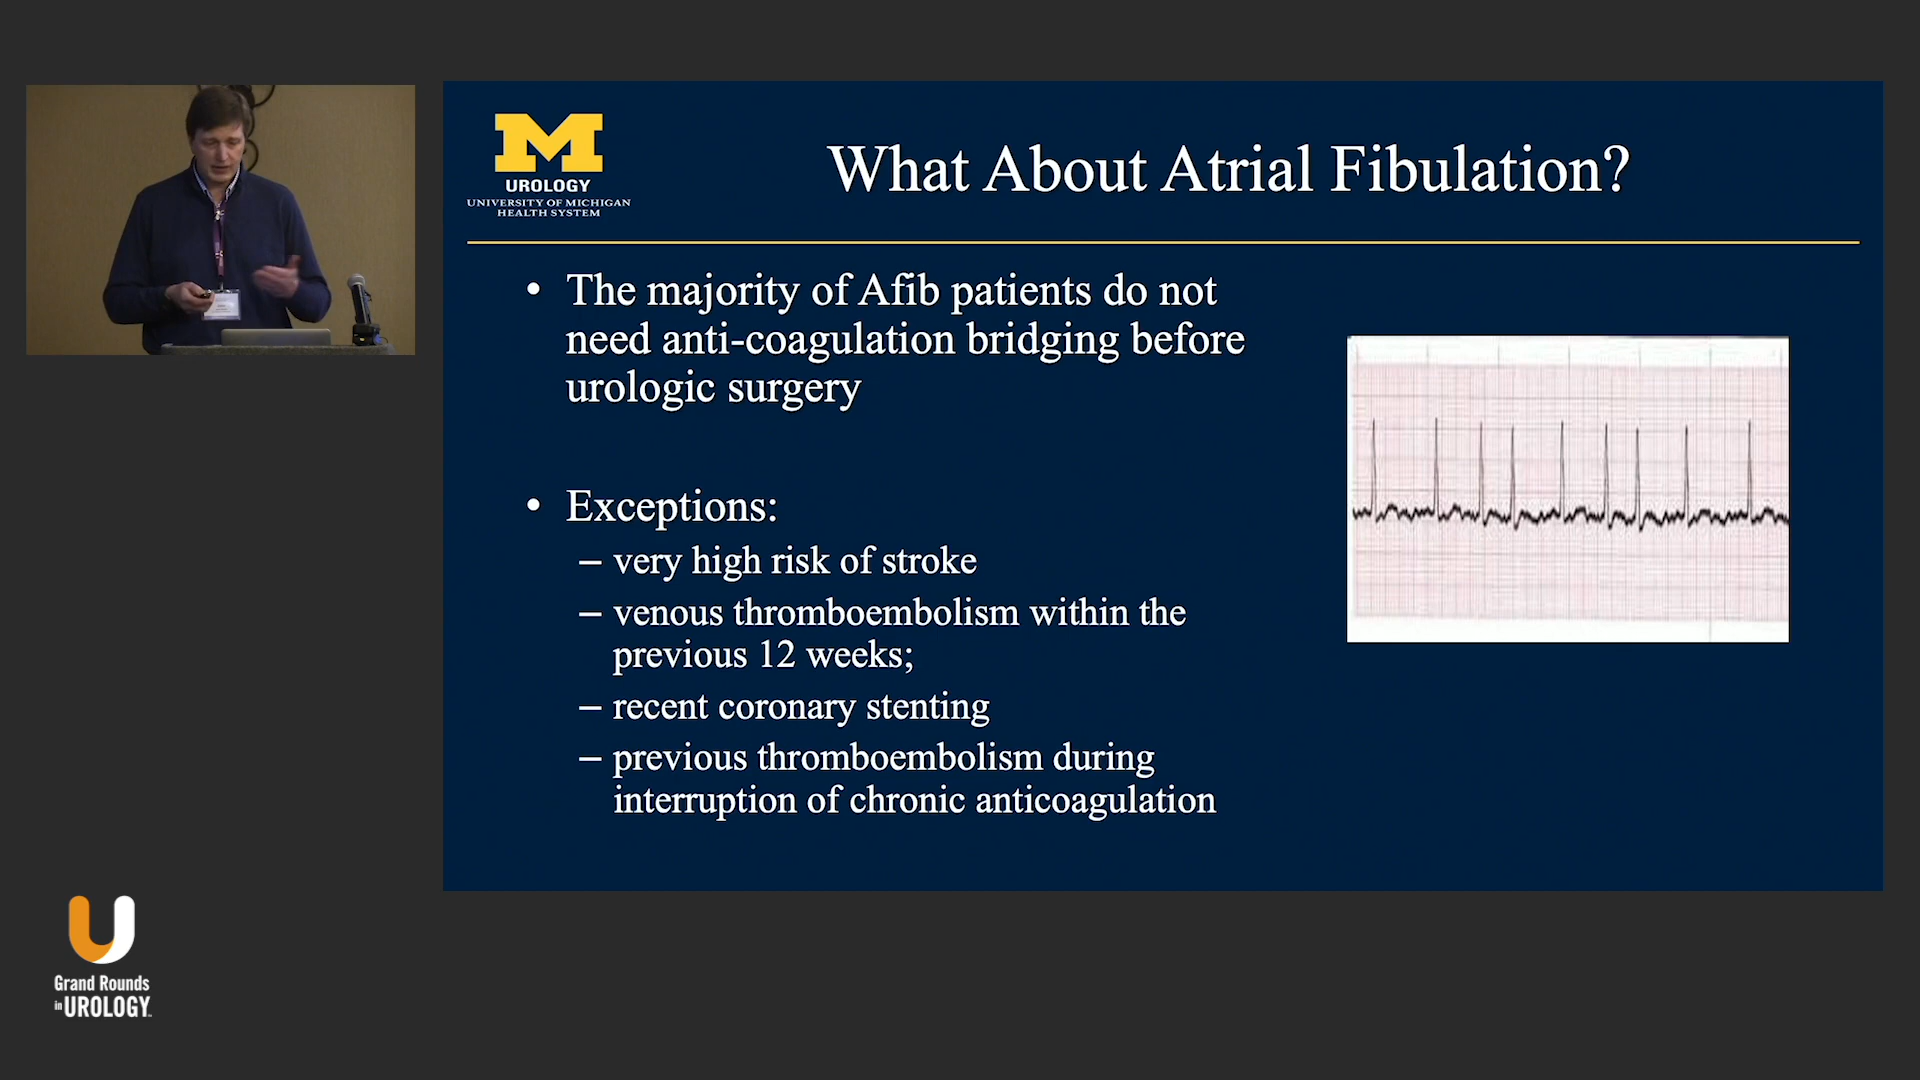 M
UROLOGY
UNIVERSITY OF MICHIGAN
HEALTH SYSTEM
What About Atrial Fibulation?
• The majority of Afib patients do not
need anti-coagulation bridging before
urologic surgery
• Exceptions:
– very high risk of stroke
– venous thromboembolism within the
previous 12 weeks;
– recent coronary stenting
– previous thromboembolism during
interruption of chronic anticoagulation
U
Grand Rounds
in UROLOGY